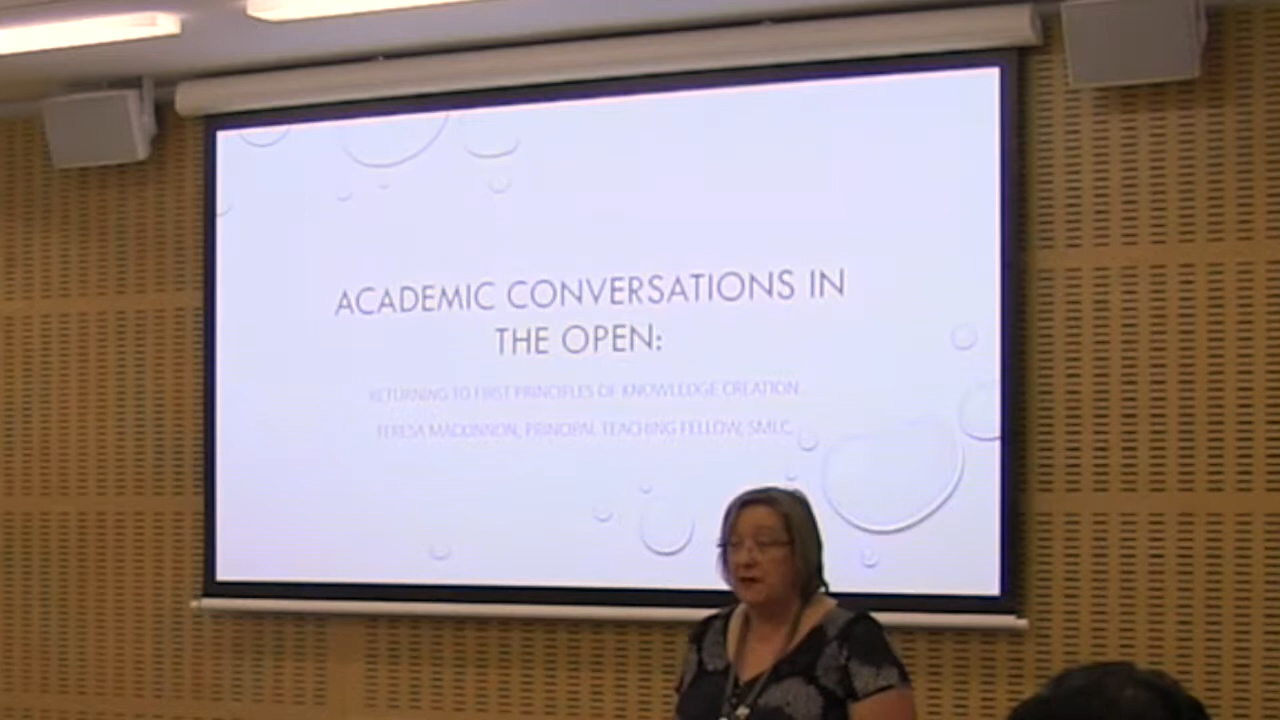 ACADEMIC CONVERSATIONS IN
THE OPEN:
RETURNING TO FIRST PRINCIPLES OF KNOWLEDGE CREATION
TERESA MACKINNON, PRINCIPAL TEACHING FELLOW, SMLC